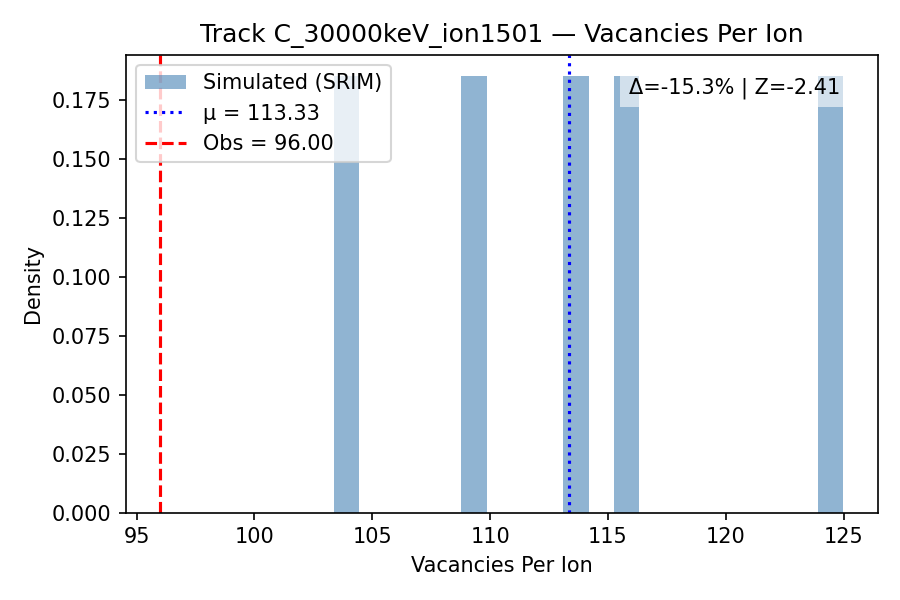 Track C_30000keV_ion1501 — Vacancies Per Ion
Simulated (SRIM)
μ = 113.33
Obs = 96.00
Δ=-15.3% | Z=-2.41
Density
0.175
0.150
0.125
0.100
0.075
0.050
0.025
0.000
95 100 105 110 115 120 125
Vacancies Per Ion